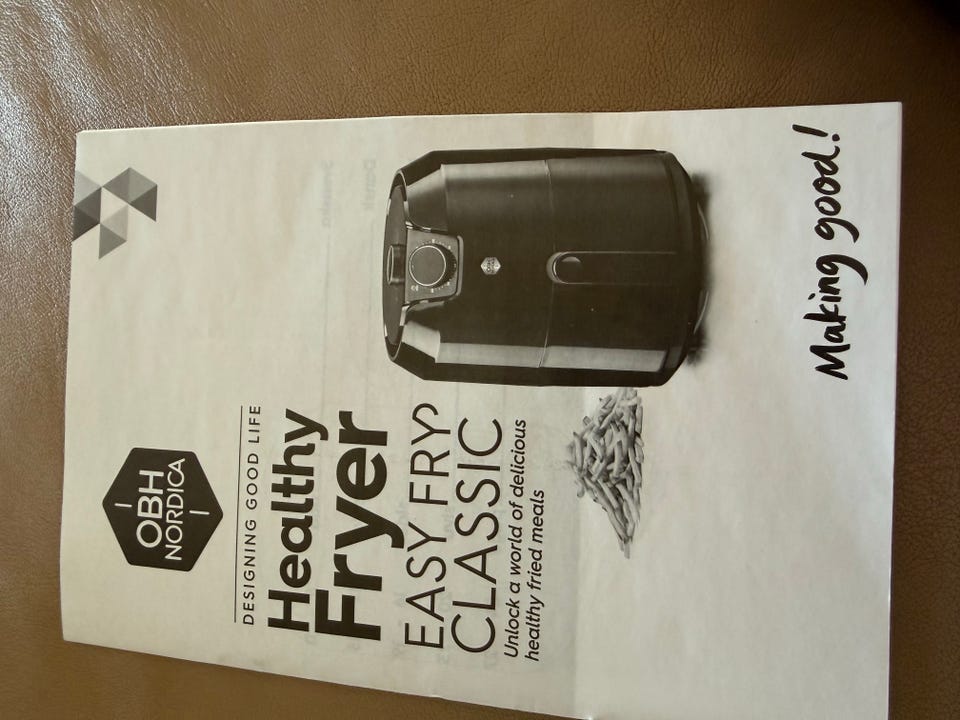 OBH
NORDICA
DESIGNING GOOD LIFE
Healthy
Fryer
EASY FRY
CLASSIC
Unlock a world of delicious
healthy fried meals
Making good!